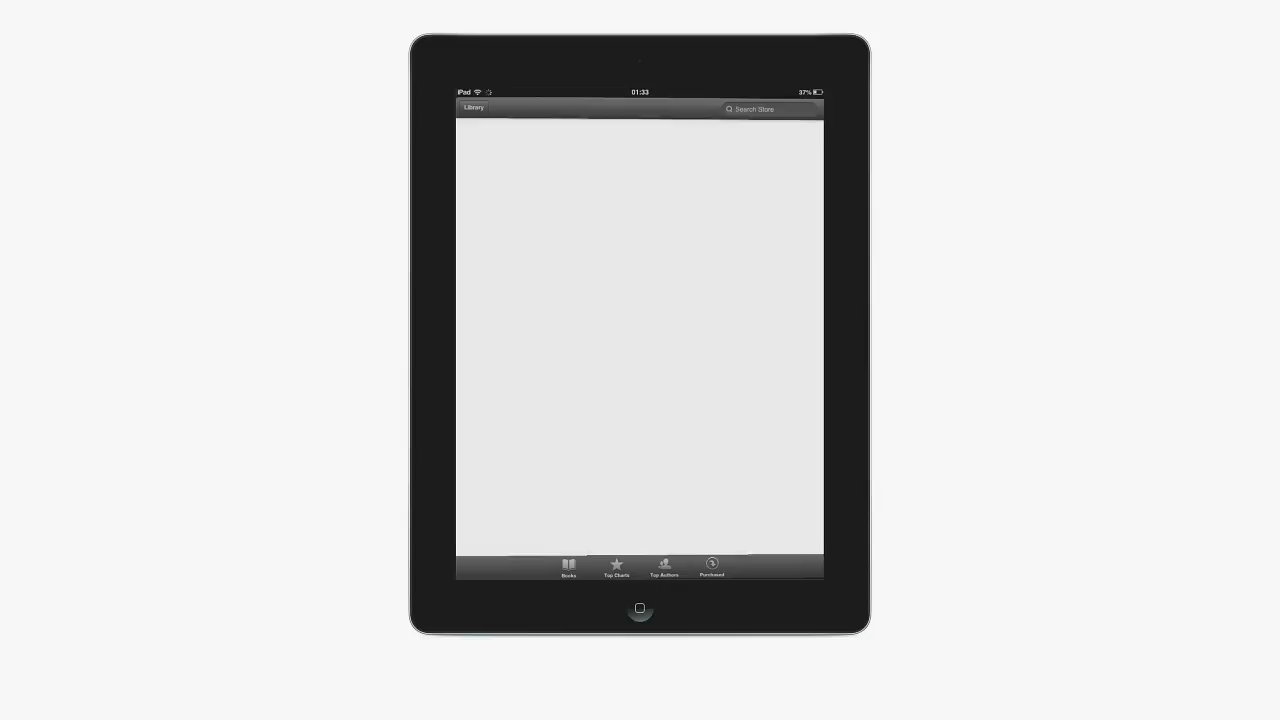 iPad 01:33 37%
Library Search Store
Books Top Charts Top Authors Purchased